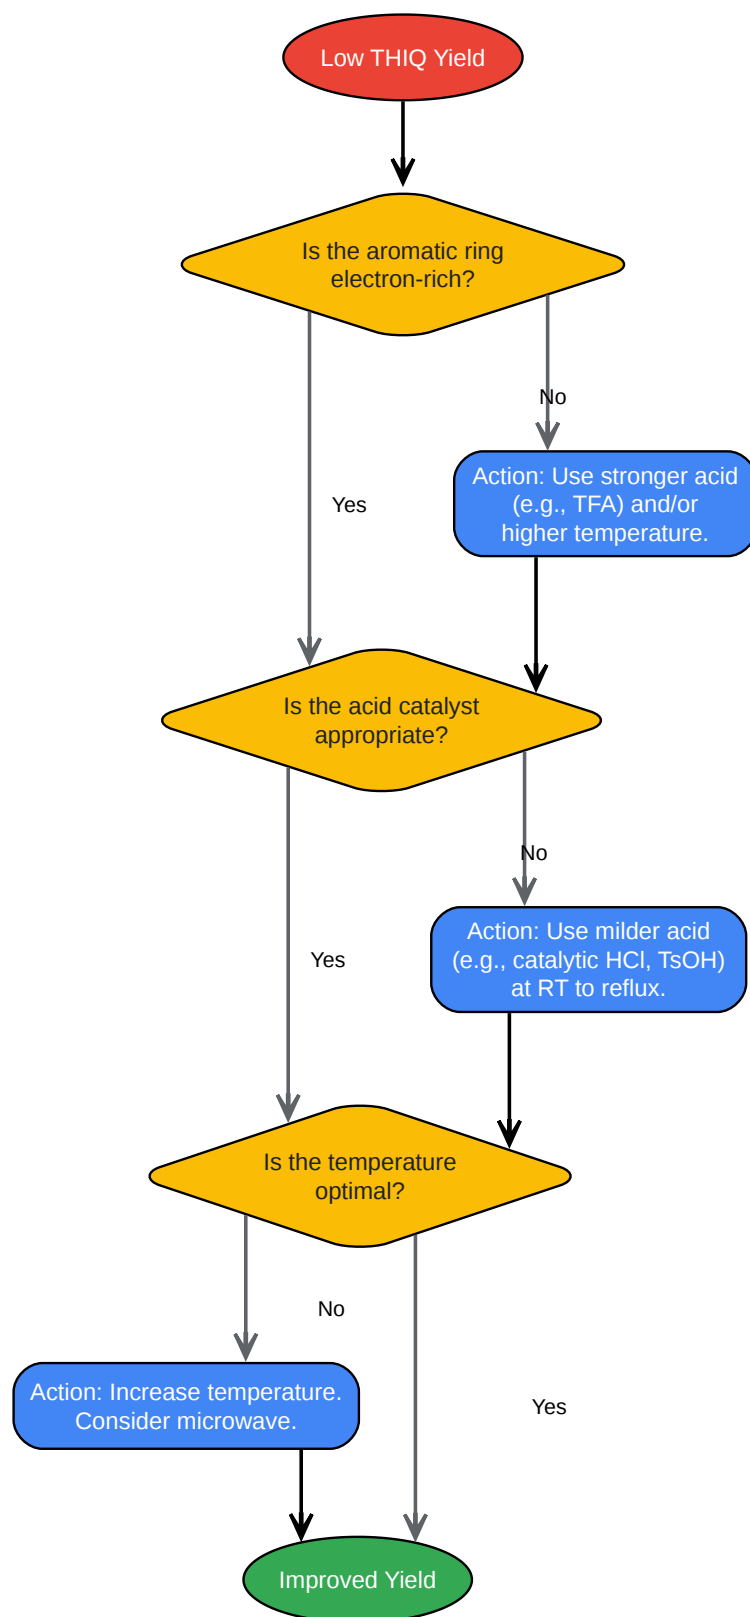 Low THIQ Yield
Is the aromatic ring
electron-rich?
No
Action: Use stronger acid
(e.g., TFA) and/or
higher temperature.
Yes
Is the acid catalyst
appropriate?
No
Action: Use milder acid
(e.g., catalytic HCl, TsOH)
at RT to reflux.
Yes
Is the temperature
optimal?
No
Action: Increase temperature.
Consider microwave.
Yes
Improved Yield